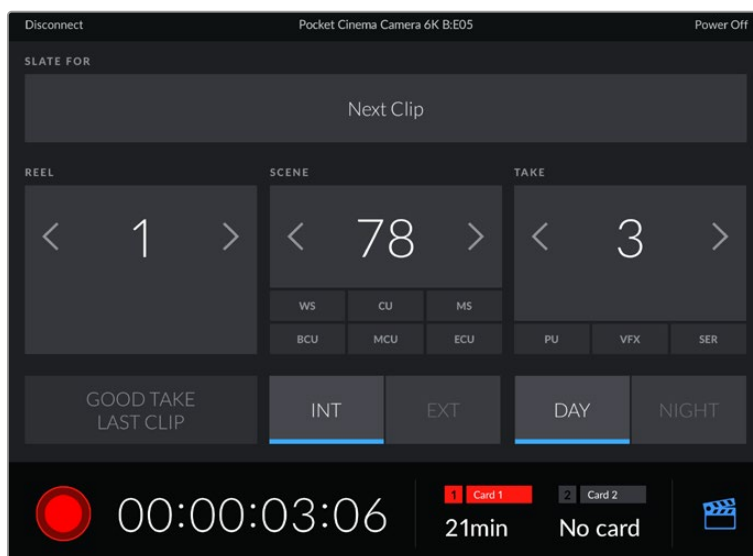 Disconnect Pocket Cinema Camera 6K B:E05 Power Off
SLATE FOR
Next Clip
REEL SCENE TAKE
1 78 3
WS CU MS
BCU MCU ECU PU VFX SER
GOOD TAKE
LAST CLIP
INT EXT DAY NIGHT
00:00:03:06
1 Card 1 2 Card 2
21min No card